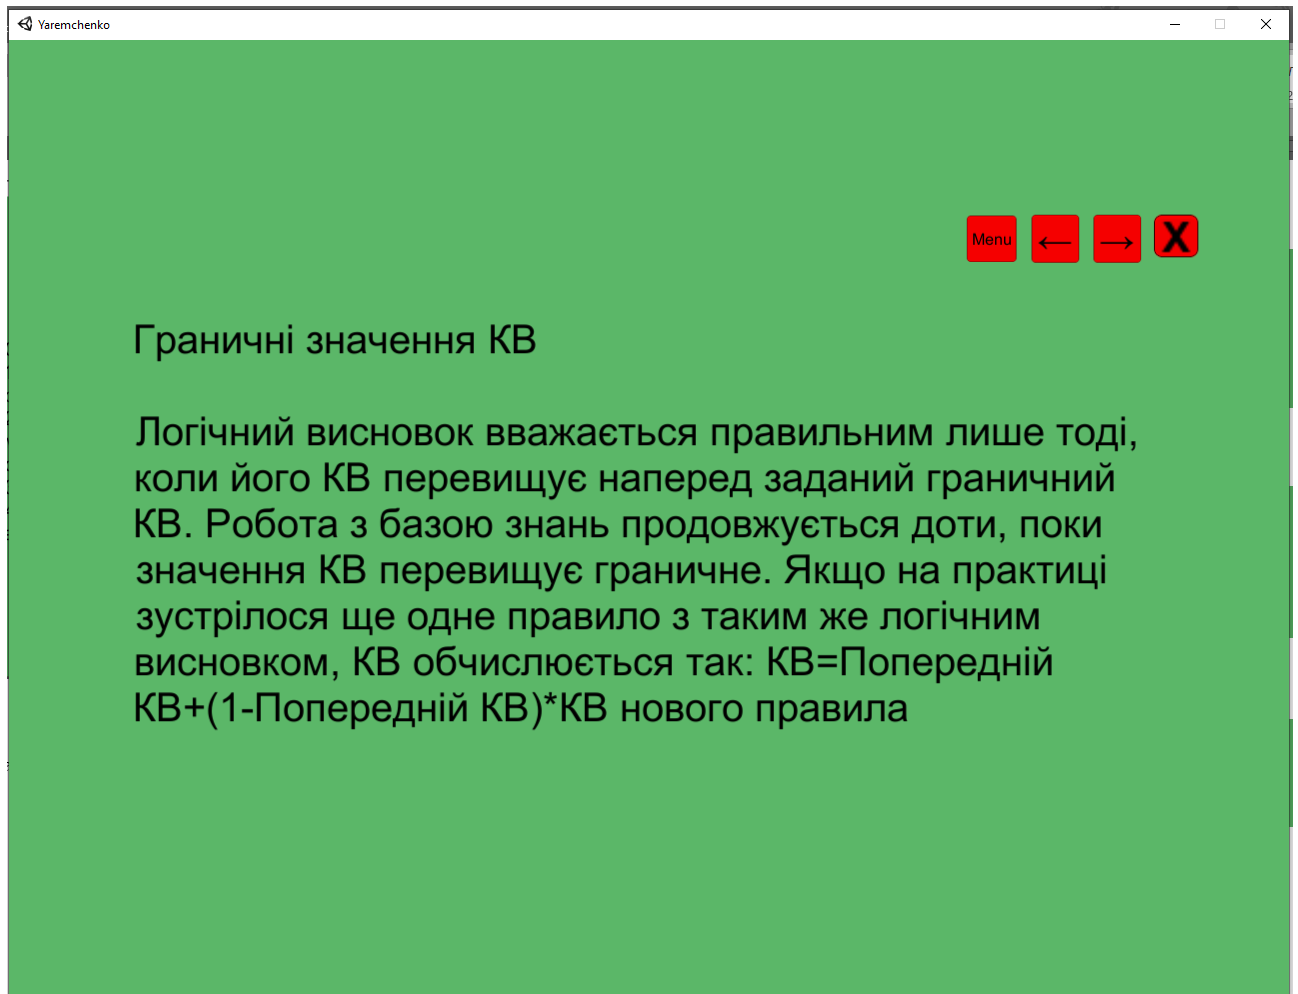 Yaremchenko
Menu ← → X
Граничні значення КВ
Логічний висновок вважається правильним лише тоді,
коли його КВ перевищує наперед заданий граничний
КВ. Робота з базою знань продовжується доти, поки
значення КВ перевищує граничне. Якщо на практиці
зустрілося ще одне правило з таким же логічним
висновком, КВ обчислюється так: КВ=Попередній
КВ+(1-Попередній КВ)*КВ нового правила